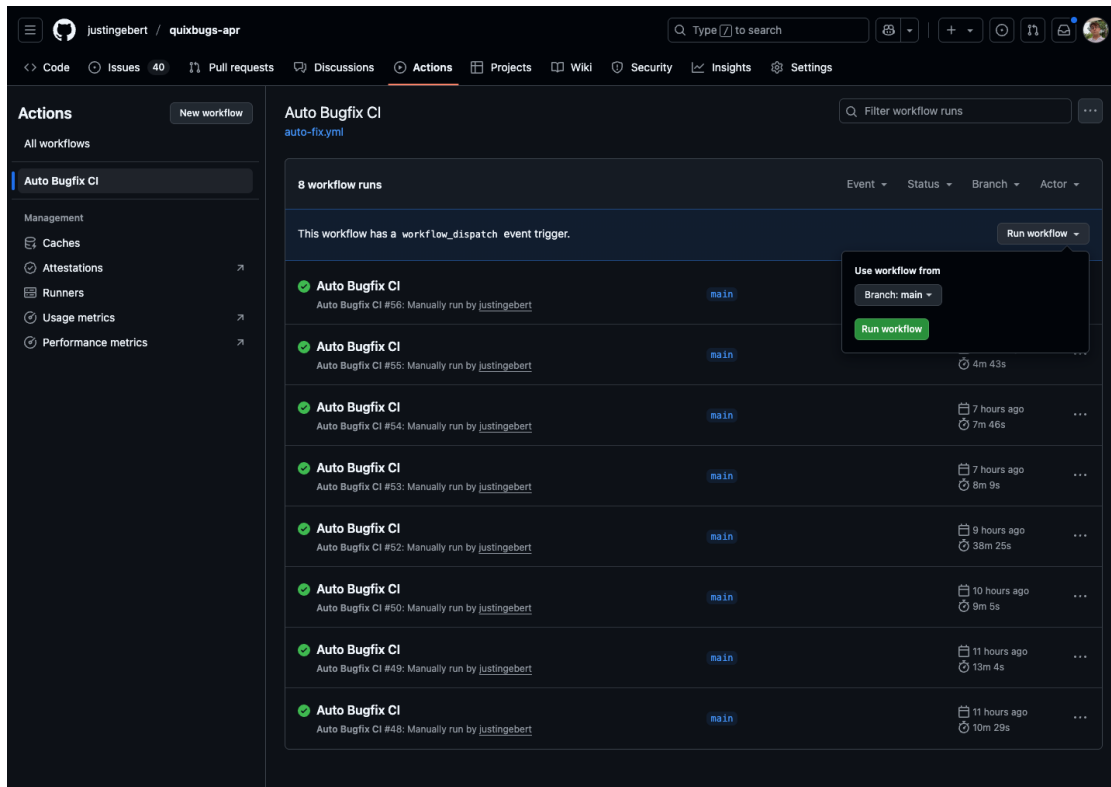 justingebert / quixbugs-apr
Type / to search
Code Issues 40 Pull requests Discussions Actions Projects Wiki Security Insights Settings
Actions
New workflow
All workflows
Auto Bugfix CI
Management
Caches
Attestations
Runners
Usage metrics
Performance metrics
Auto Bugfix CI
auto-fix.yml
Filter workflow runs
8 workflow runs
Event Status Branch Actor
This workflow has a workflow_dispatch event trigger.
Run workflow
Use workflow from
Branch: main
Run workflow
Auto Bugfix CI
Auto Bugfix CI #56: Manually run by justingebert
main
Auto Bugfix CI
Auto Bugfix CI #55: Manually run by justingebert
main
4m 43s
Auto Bugfix CI
Auto Bugfix CI #54: Manually run by justingebert
main
7 hours ago
7m 46s
Auto Bugfix CI
Auto Bugfix CI #53: Manually run by justingebert
main
7 hours ago
8m 9s
Auto Bugfix CI
Auto Bugfix CI #52: Manually run by justingebert
main
9 hours ago
38m 25s
Auto Bugfix CI
Auto Bugfix CI #50: Manually run by justingebert
main
10 hours ago
9m 5s
Auto Bugfix CI
Auto Bugfix CI #49: Manually run by justingebert
main
11 hours ago
13m 4s
Auto Bugfix CI
Auto Bugfix CI #48: Manually run by justingebert
main
11 hours ago
10m 29s